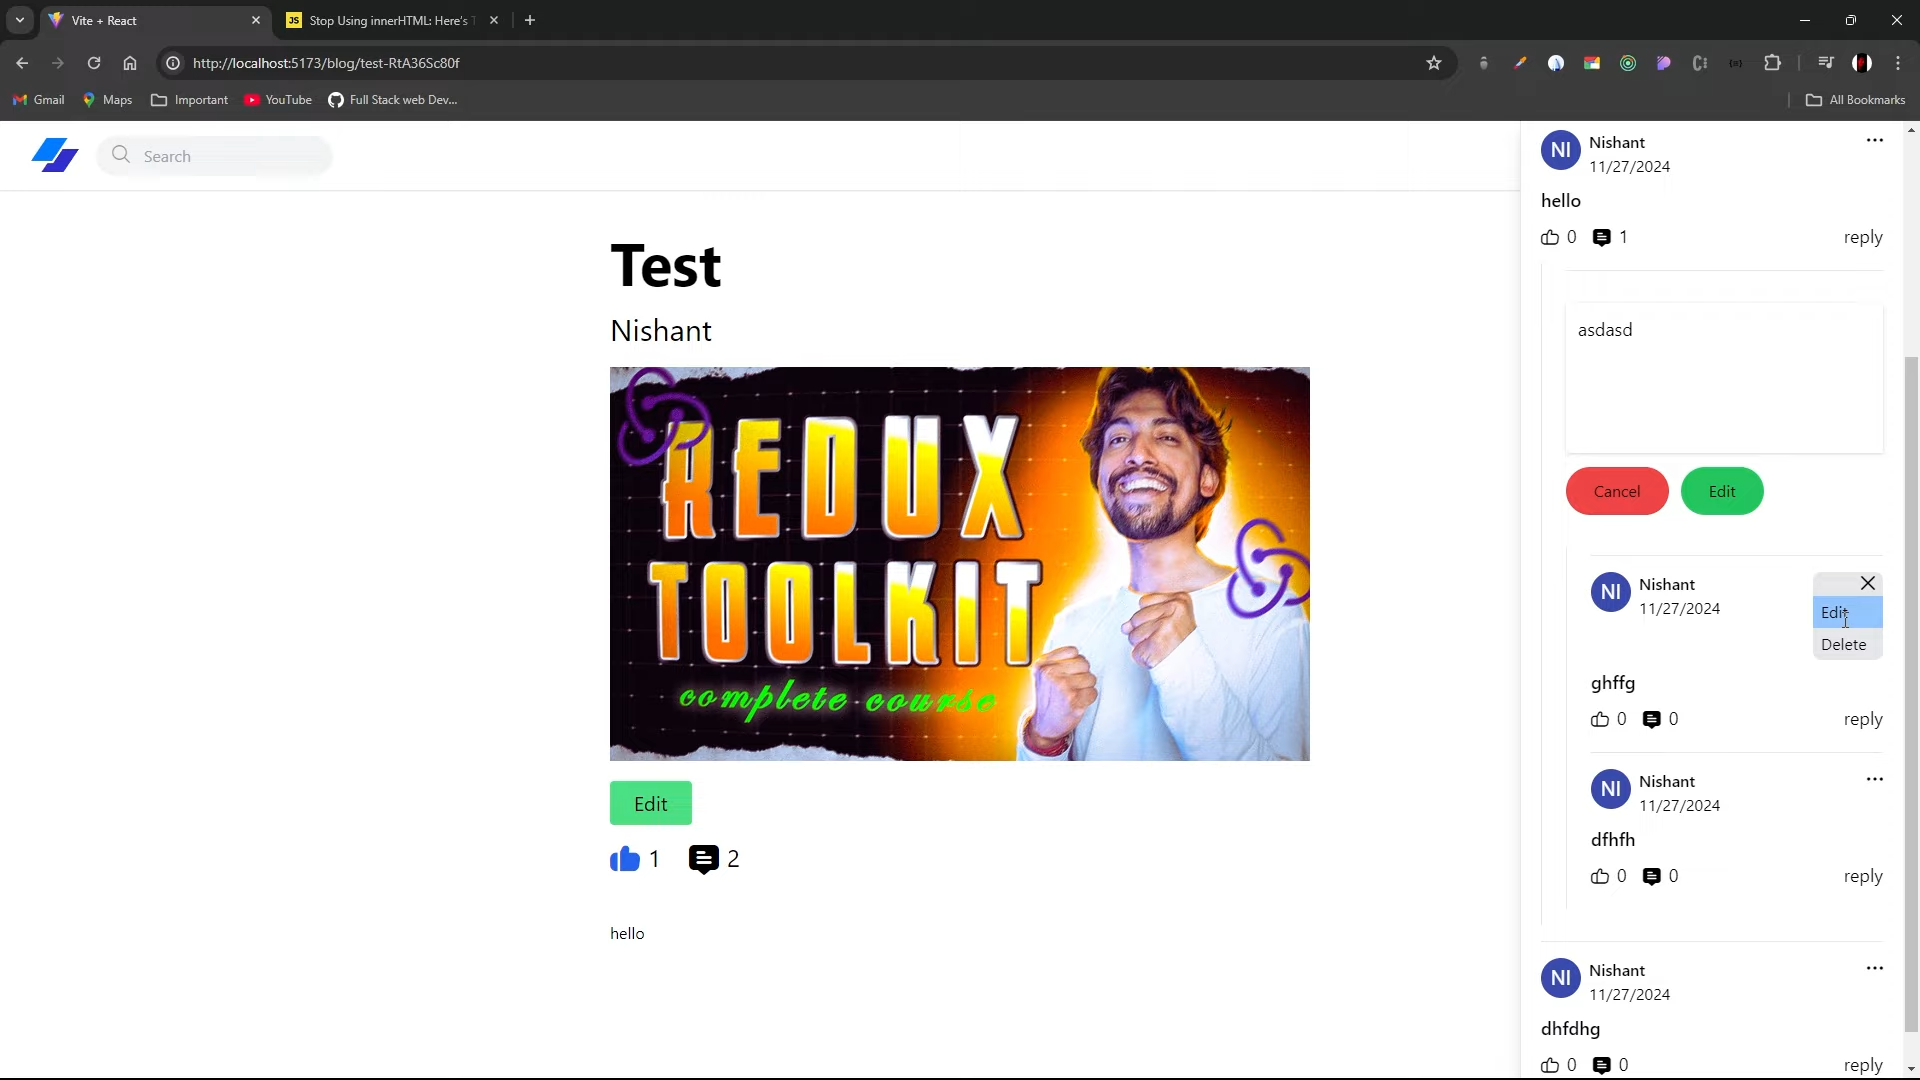 Vite + React
JS Stop Using innerHTML: Here's
http://localhost:5173/blog/test-RtA36Sc80f
Gmail
Maps
Important
YouTube
Full Stack web Dev...
All Bookmarks
Search
Test
Nishant
REDUX
TOOLKIT
complete course
Edit
1
2
hello
NI
Nishant
11/27/2024
hello
0 1 reply
asdasd
Cancel Edit
NI
Nishant
11/27/2024
Edit
Delete
ghffg
0 0 reply
NI
Nishant
11/27/2024
dfhfh
0 0 reply
NI
Nishant
11/27/2024
dhfdhg
0 0 reply